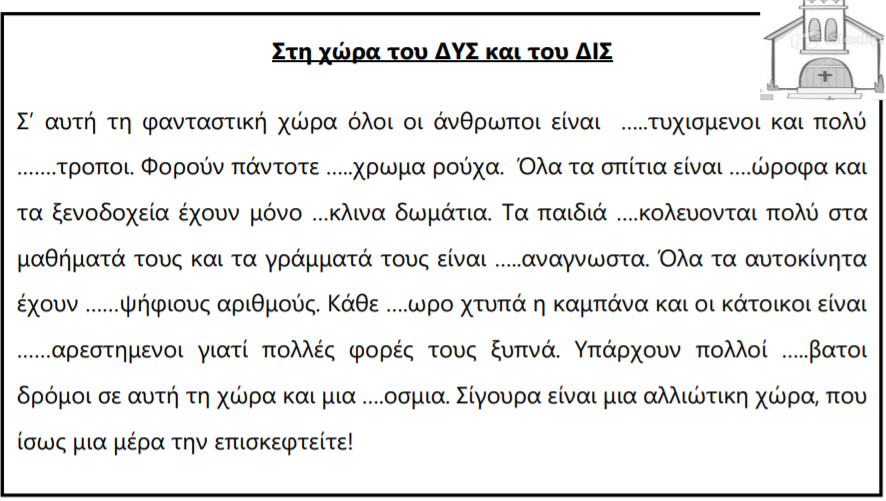 Στη χώρα του ΔΥΣ και του ΔΙΣ
Σ’ αυτή τη φανταστική χώρα όλοι οι άνθρωποι είναι .....τυχισμενοι και πολύ
.......τροποι. Φορούν πάντοτε .....χρωμα ρούχα. Όλα τα σπίτια είναι ....ώροφα και
τα ξενοδοχεία έχουν μόνο ...κλινα δωμάτια. Τα παιδιά ....κολευονται πολύ στα
μαθήματά τους και τα γράμματά τους είναι .....αναγνωστα. Όλα τα αυτοκίνητα
έχουν ......ψήφιους αριθμούς. Κάθε ....ωρο χτυπά η καμπάνα και οι κάτοικοι είναι
......αρεστημενοι γιατί πολλές φορές τους ξυπνά. Υπάρχουν πολλοί .....βατοι
δρόμοι σε αυτή τη χώρα και μια ....οσμια. Σίγουρα είναι μια αλλιώτικη χώρα, που
ίσως μια μέρα την επισκεφτείτε!